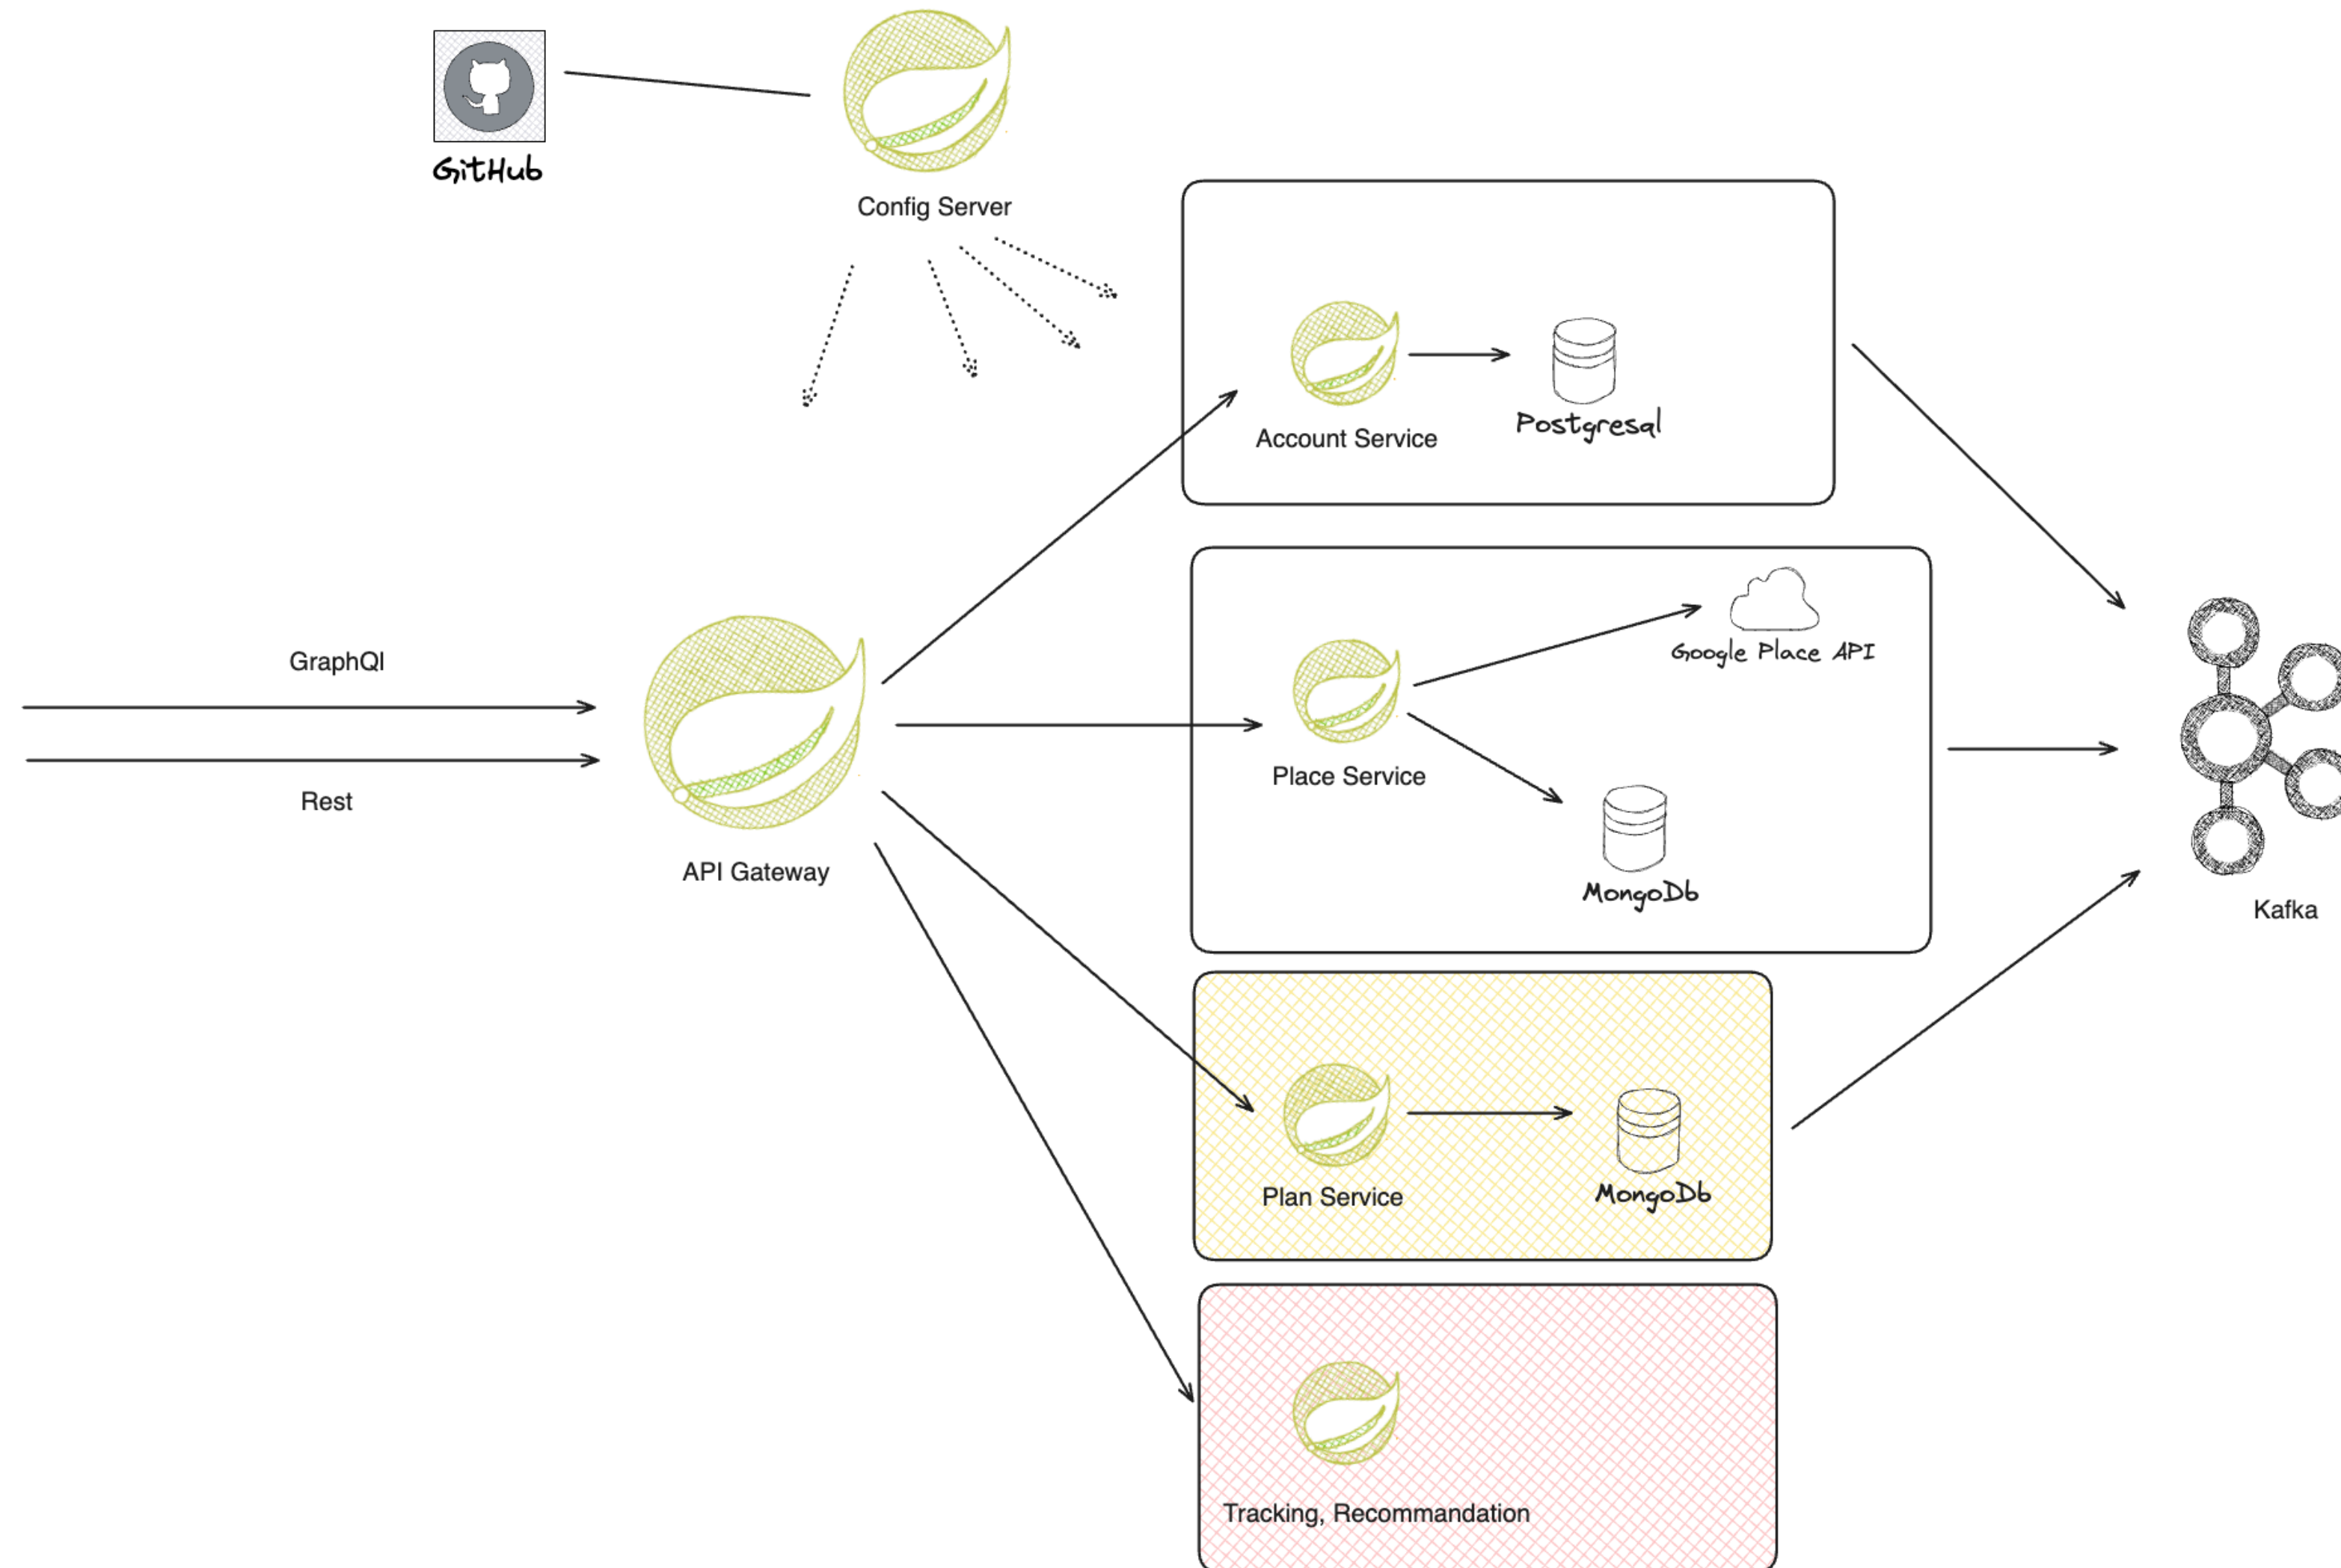 GitHub
Config Server
Account Service
Postgresql
GraphQl
Rest
API Gateway
Google Place API
Place Service
MongoDb
Kafka
Plan Service
MongoDb
Tracking, Recommandation